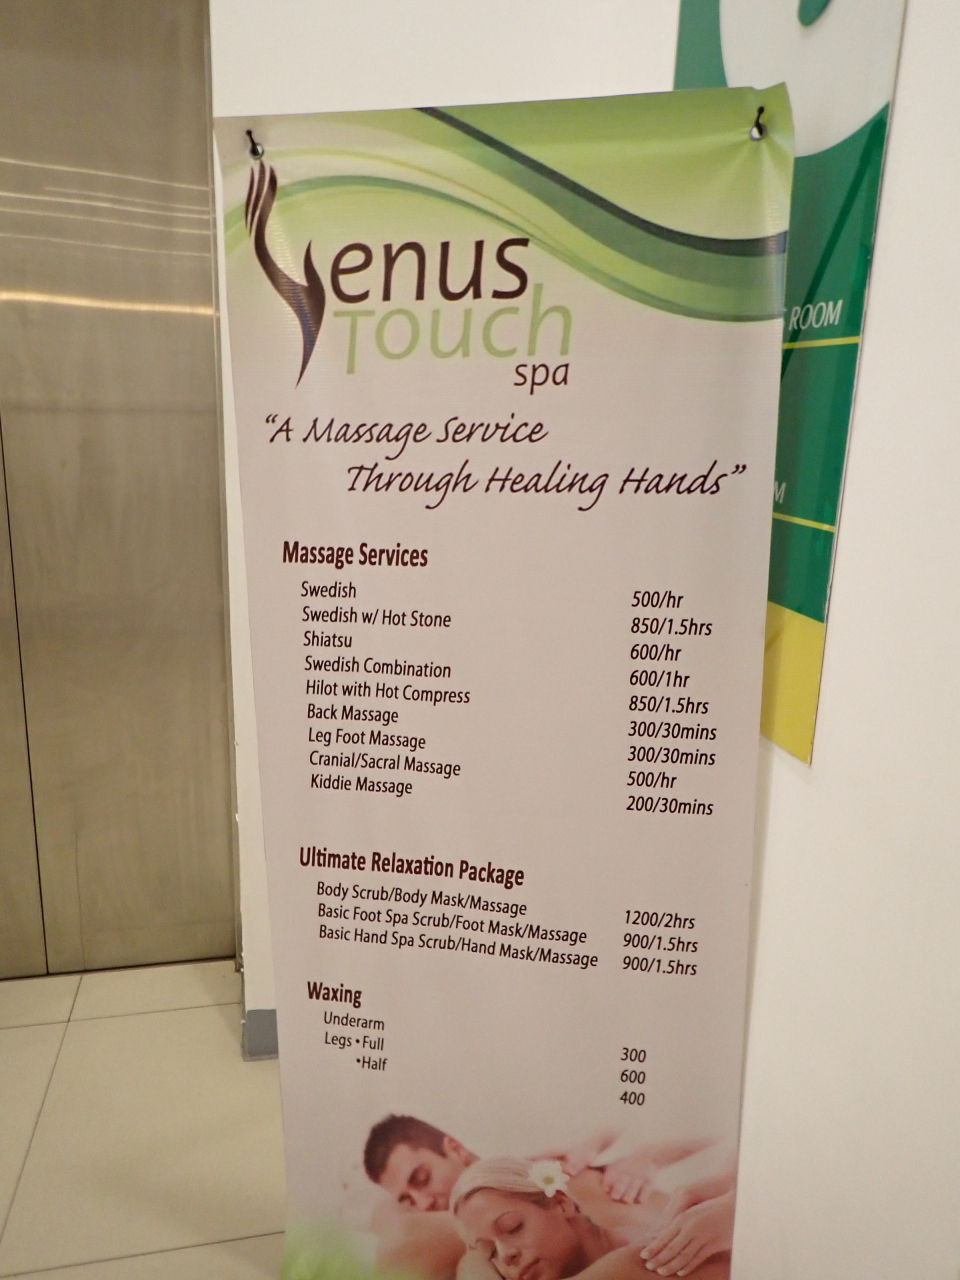 Venus
Touch
spa
"A Massage Service
Through Healing Hands"
Massage Services
Swedish 500/hr
Swedish w/ Hot Stone 850/1.5hrs
Shiatsu 600/hr
Swedish Combination 600/1hr
Hilot with Hot Compress 850/1.5hrs
Back Massage 300/30mins
Leg Foot Massage 300/30mins
Cranial/Sacral Massage 500/hr
Kiddie Massage 200/30mins
Ultimate Relaxation Package
Body Scrub/Body Mask/Massage 1200/2hrs
Basic Foot Spa Scrub/Foot Mask/Massage 900/1.5hrs
Basic Hand Spa Scrub/Hand Mask/Massage 900/1.5hrs
Waxing
Underarm 300
Legs •Full 600
•Half 400
ROOM